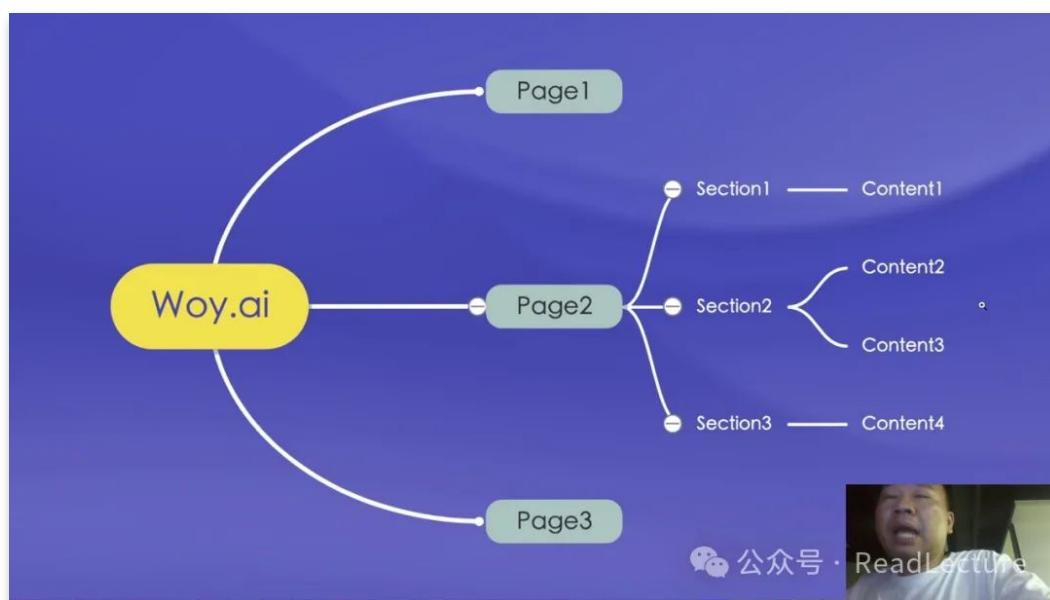 Page1
Section1
Content1
Content2
Woy.ai
Page2
Section2
Content3
Section3
Content4
Page3
公众号 · ReadLecture